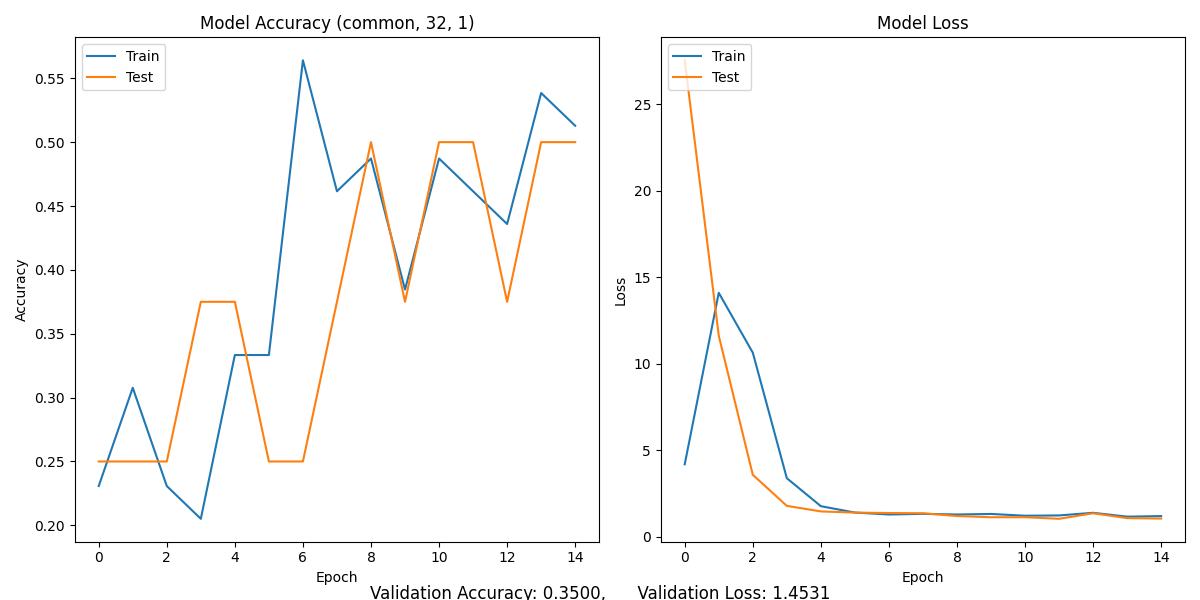 Model Accuracy (common, 32, 1)
Train
Test
0.55
0.50
0.45
0.40
0.35
0.30
0.25
0.20
Accuracy
0 2 4 6 8 10 12 14
Epoch
Model Loss
Train
Test
25
20
15
10
5
0
Loss
0 2 4 6 8 10 12 14
Epoch
Validation Accuracy: 0.3500, Validation Loss: 1.4531